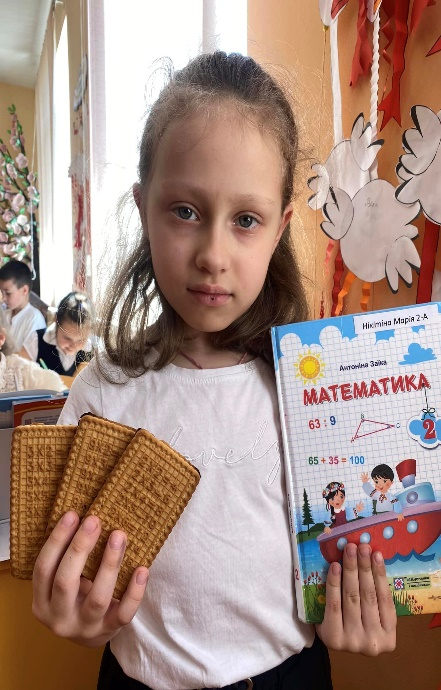 Нікітіна Марія 2-А
Антоніна Заїка
МАТЕМАТИКА
63 : 9
B
C
2
65 + 35 = 100
lovely